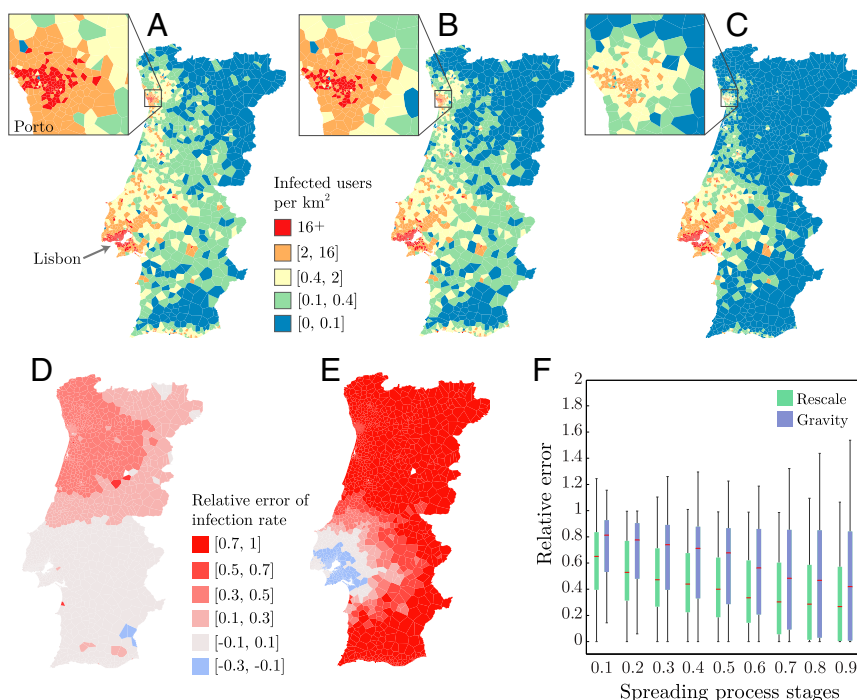 A
B
C
Porto
Lisbon
Infected users
per km2
16+
[2, 16]
[0.4, 2]
[0.1, 0.4]
[0, 0.1]
D
E
F
Relative error of
infection rate
[0.7, 1]
[0.5, 0.7]
[0.3, 0.5]
[0.1, 0.3]
[-0.1, 0.1]
[-0.3, -0.1]
Relative error
2
1.8
1.6
1.4
1.2
1
0.8
0.6
0.4
0.2
0
Rescale
Gravity
0.1 0.2 0.3 0.4 0.5 0.6 0.7 0.8 0.9
Spreading process stages